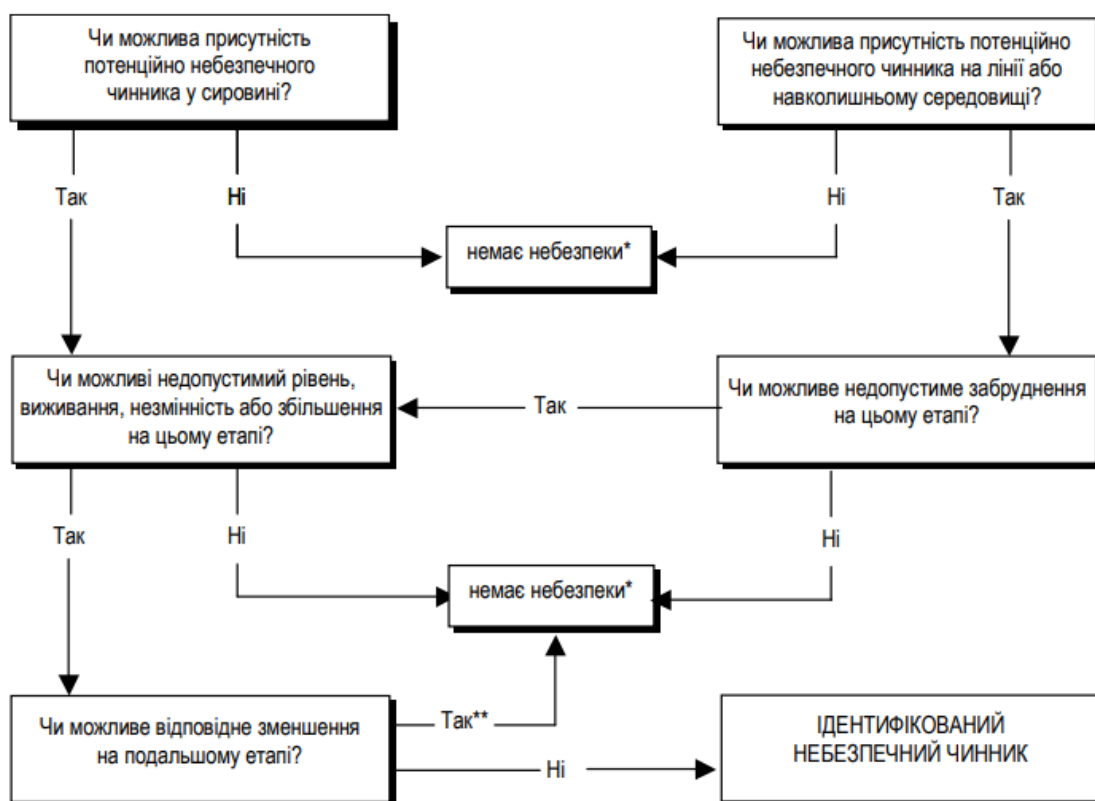 Чи можлива присутність
потенційно небезпечного
чинника у сировині?
Чи можлива присутність потенційно
небезпечного чинника на лінії або
навколишньому середовищі?
Так
Ні
Ні
Так
немає небезпеки*
Чи можливі недопустимий рівень,
виживання, незмінність або збільшення
на цьому етапі?
Так
Чи можливе недопустиме забруднення
на цьому етапі?
Так
Ні
Ні
немає небезпеки*
Чи можливе відповідне зменшення
на подальшому етапі?
Так**
Ні
ІДЕНТИФІКОВАНИЙ
НЕБЕЗПЕЧНИЙ ЧИННИК